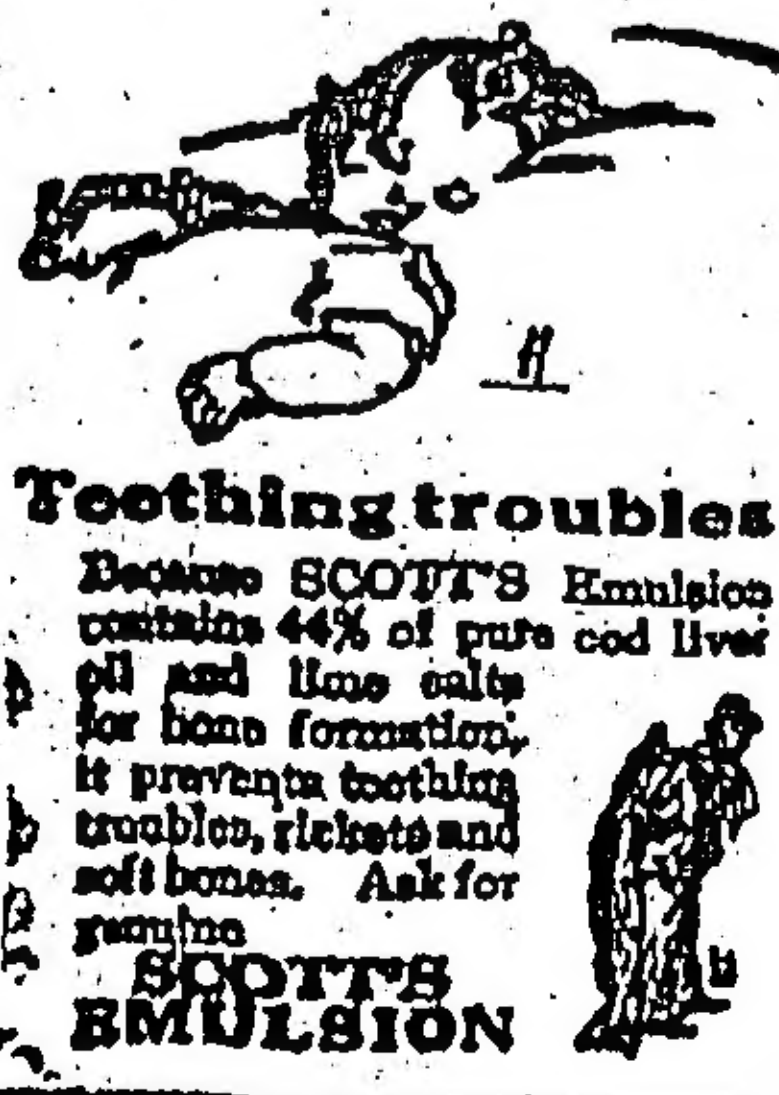 Teething troubles
Because SCOTT'S Emulsion
contains 44% of pure cod liver
oil and lime salts
for bone formation,
it prevents teething
troubles, rickets and
soft bones. Ask for
genuine
SCOTT'S
EMULSION